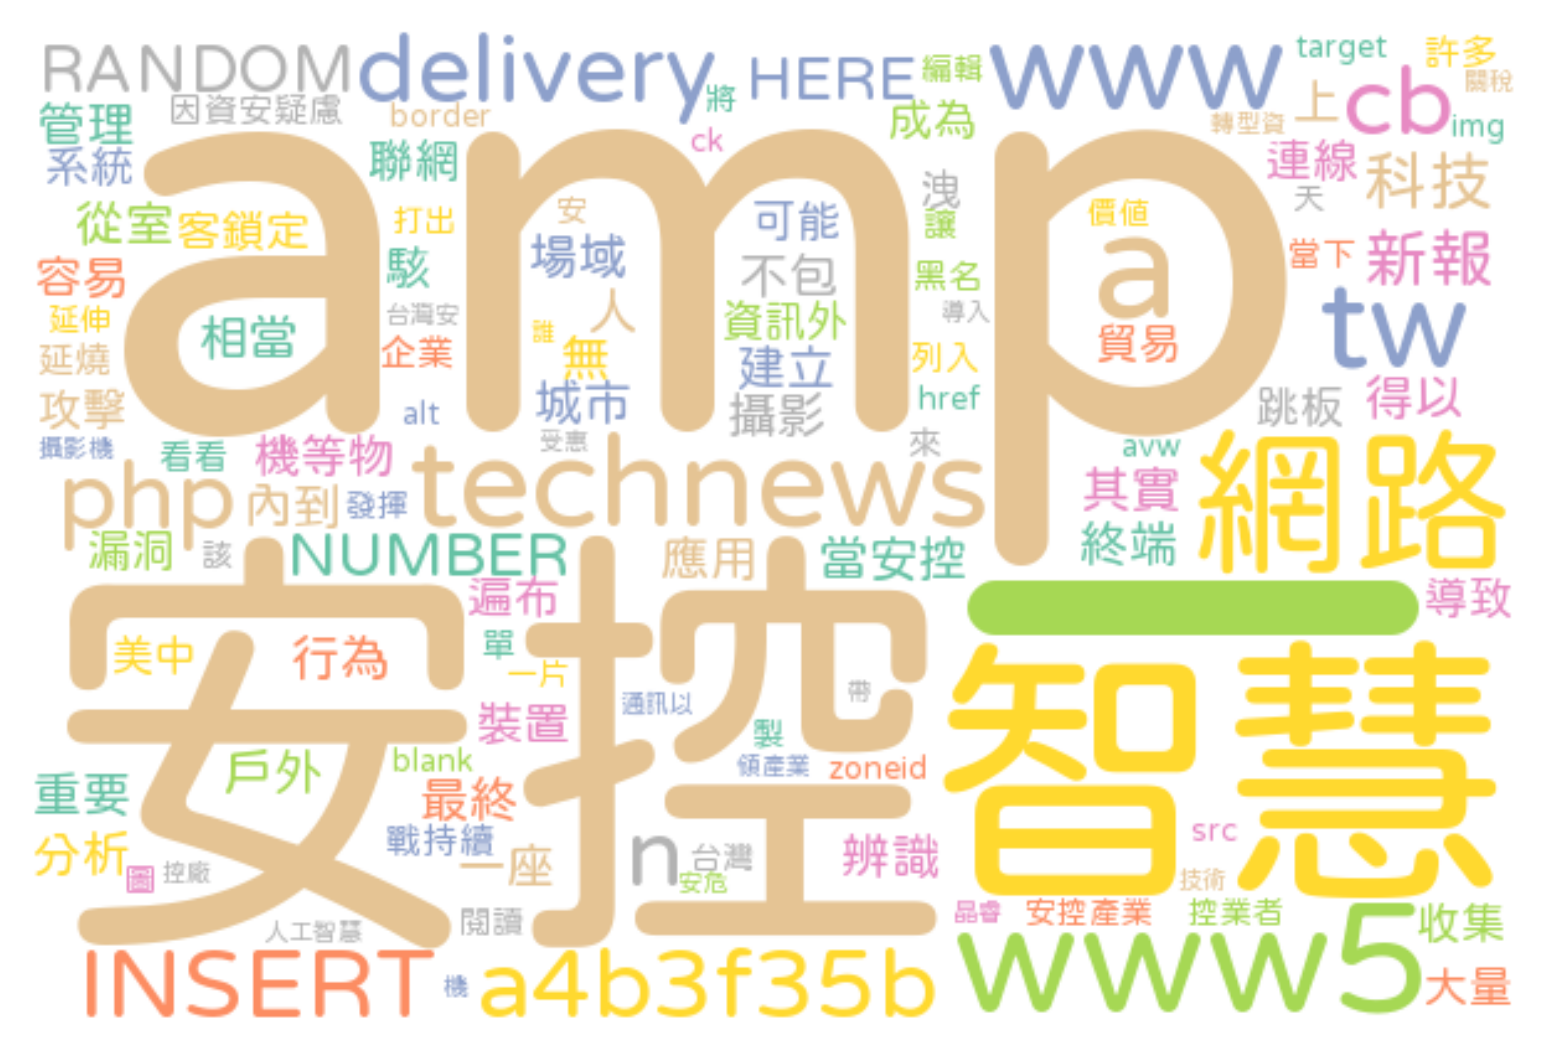 RANDOM delivery HERE www target 許多
關稅
編輯
管理 因資安疑慮 border 將 成為 轉型資 上 cb img
ck
系統 聯網 連線 科技
洩 天
amp
從室 客鎖定 打出 安 可能 讓 價值
容易 駭 場域 不包 黑名 a 當下 新報
延伸 台灣安 人 資訊外 導入 tw
相當 誰
延燒 企業 無 建立 列入 貿易
攻擊 alt 城市 攝影 href 跳板 得以
攝影機 看看 機等物 受惠 來 avw
php 內到 發揮 technews 其實 網路
漏洞 該 NUMBER 應用 當安控 終端
遍布 一 導致
安控 智慧
美中 行為 單
一片
通訊以 帶
裝置 製
戶外 blank 領產業 zoneid
重要 最終
戰持續 src
分析 一座 n 台灣 辨識
圖 控廠 安危 技術
人工智慧 閱讀 品睿 安控產業 控業者 收集
INSERT 機 a4b3f35b www5 大量